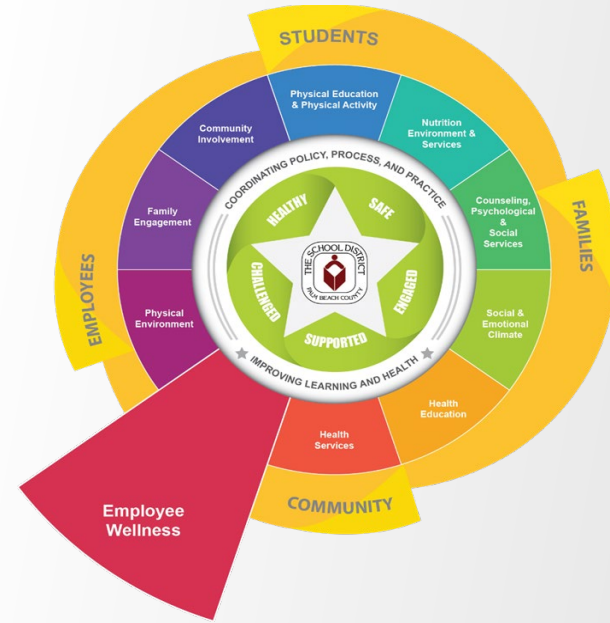 STUDENTS
Physical Education
& Physical Activity
Nutrition
Environment &
Services
Counseling,
Psychological
&
Social
Services
Social &
Emotional
Climate
Health
Education
Health
Services
Employee
Wellness
Physical
Environment
Family
Engagement
Community
Involvement
FAMILIES
COMMUNITY
EMPLOYEES
COORDINATING POLICY, PROCESS, AND PRACTICE
IMPROVING LEARNING AND HEALTH
HEALTHY
SAFE
ENGAGED
SUPPORTED
CHALLENGED
THE SCHOOL DISTRICT
PALM BEACH COUNTY